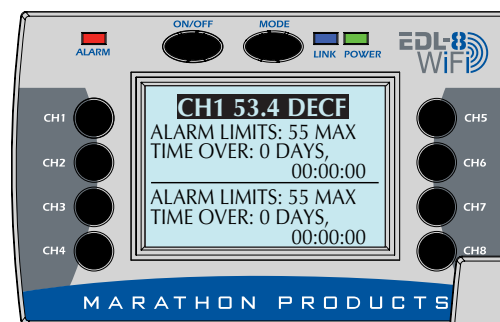 ON/OFF
MODE
ALARM
LINK
POWER
EDL-8
WiFi
CH1 53.4 DECF
ALARM LIMITS: 55 MAX
TIME OVER: 0 DAYS,
00:00:00
ALARM LIMITS: 55 MAX
TIME OVER: 0 DAYS,
00:00:00
CH1
CH2
CH3
CH4
CH5
CH6
CH7
CH8
MARATHON PRODUCTS